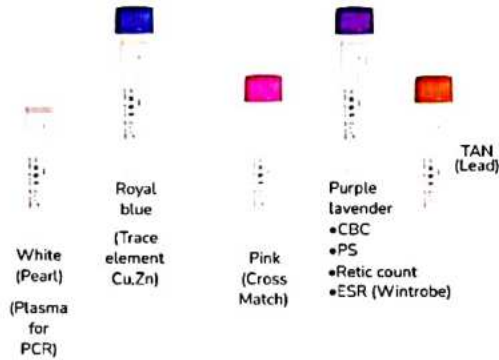 White
(Pearl)
(Plasma
for
PCR)
Royal
blue
(Trace
element
Cu,Zn)
Pink
(Cross
Match)
Purple
lavender
•CBC
•PS
•Retic count
•ESR (Wintrobe)
TAN
(Lead)